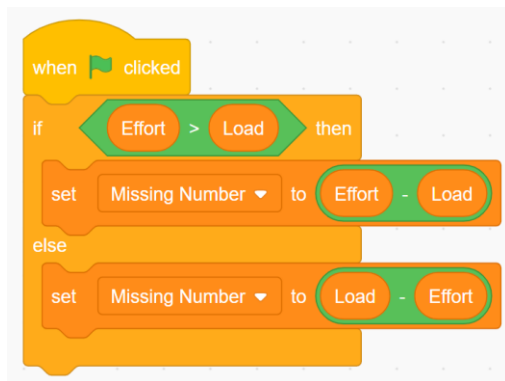 when clicked
if Effort > Load then
set Missing Number to Effort - Load
else
set Missing Number to Load - Effort